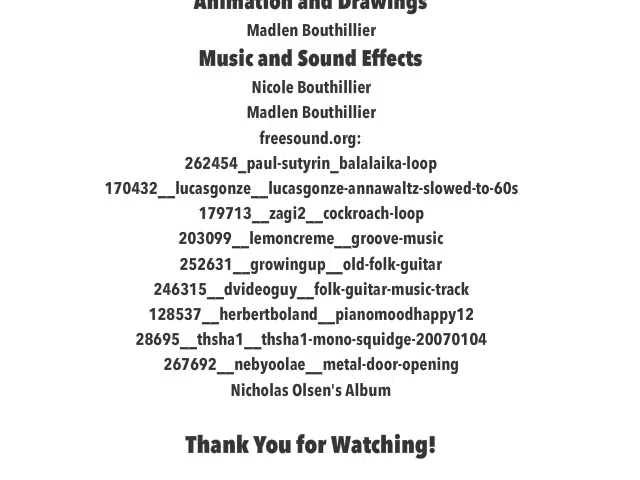 Animation and Drawings
Madlen Bouthillier
Music and Sound Effects
Nicole Bouthillier
Madlen Bouthillier
freesound.org:
262454_paul-sutyrin_balalaika-loop
170432__lucasgonze__lucasgonze-annawaltz-slowed-to-60s
179713__zagi2__cockroach-loop
203099__lemoncreme__groove-music
252631__growingup__old-folk-guitar
246315__dvideoguy__folk-guitar-music-track
128537__herbertboland__pianomoodhappy12
28695__thsha1__thsha1-mono-squidge-20070104
267692__nebyoolae__metal-door-opening
Nicholas Olsen's Album
Thank You for Watching!